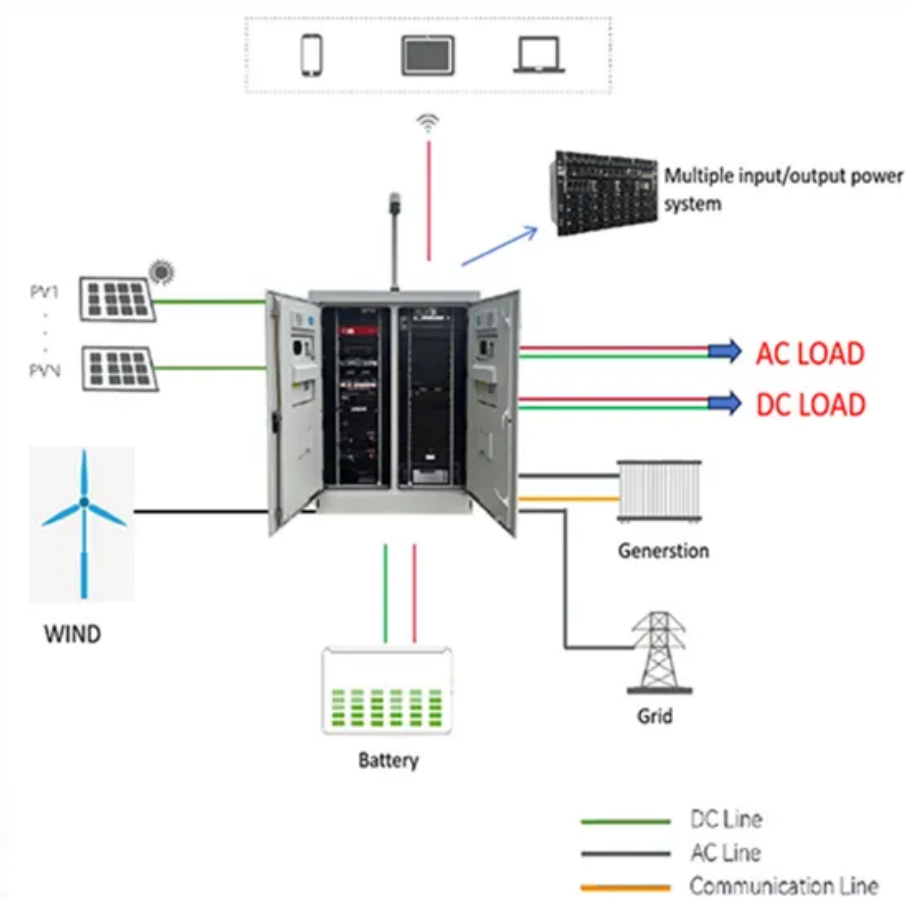 Multiple input/output power
system
PV1
PVN
AC LOAD
DC LOAD
WIND
Generstion
Grid
Battery
DC Line
AC Line
Communication Line